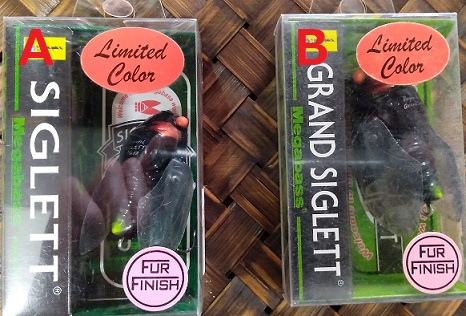 A
Limited
Color
SIGLETT®
Megabass
FUR
FINISH
B
Limited
Color
GRAND SIGLETT®
Megabass®
FUR
FINISH